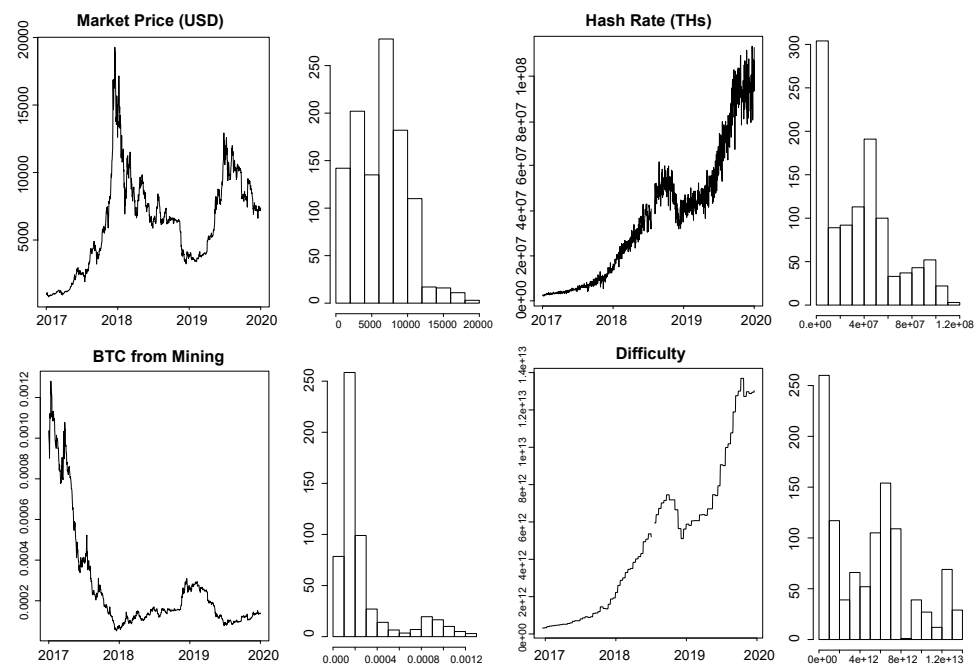 Market Price (USD)
20000
15000
10000
5000
2017 2018 2019 2020
250
200
150
100
50
0
0 5000 10000 15000 20000
Hash Rate (THs)
1e+08
8e+07
6e+07
4e+07
2e+07
0e+00
2017 2018 2019 2020
300
250
200
150
100
50
0
0.e+00 4e+07 8e+07 1.2e+08
BTC from Mining
0.0012
0.0010
0.0008
0.0006
0.0004
0.0002
2017 2018 2019 2020
250
200
150
100
50
0
0.000 0.0004 0.0008 0.0012
Difficulty
1.4e+13
1.2e+13
1e+13
8e+12
6e+12
4e+12
2e+12
0e+00
2017 2018 2019 2020
250
200
150
100
50
0
0e+00 4e+12 8e+12 1.2e+13